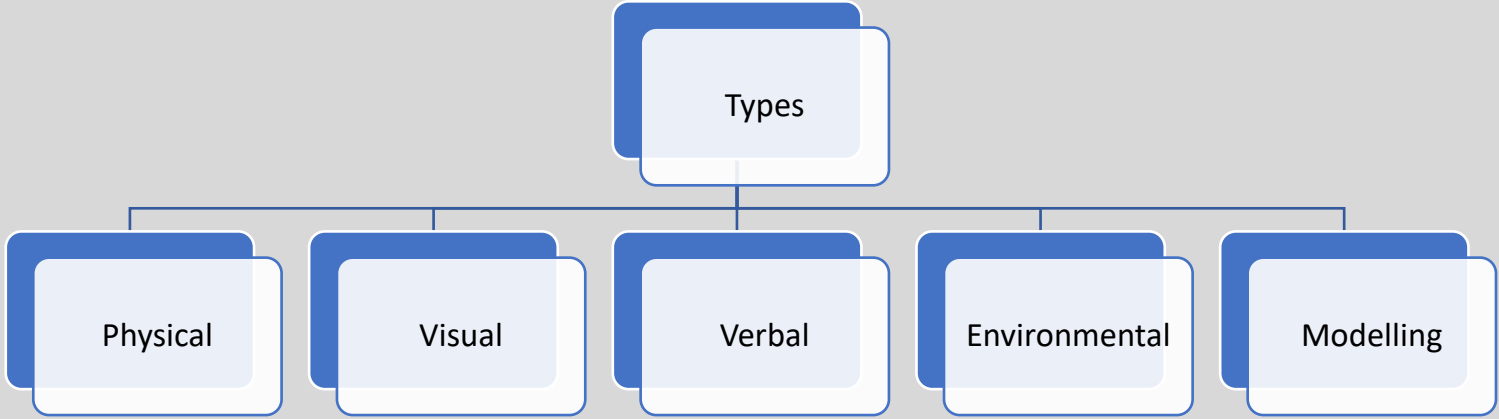 Types
Physical
Visual
Verbal
Environmental
Modelling